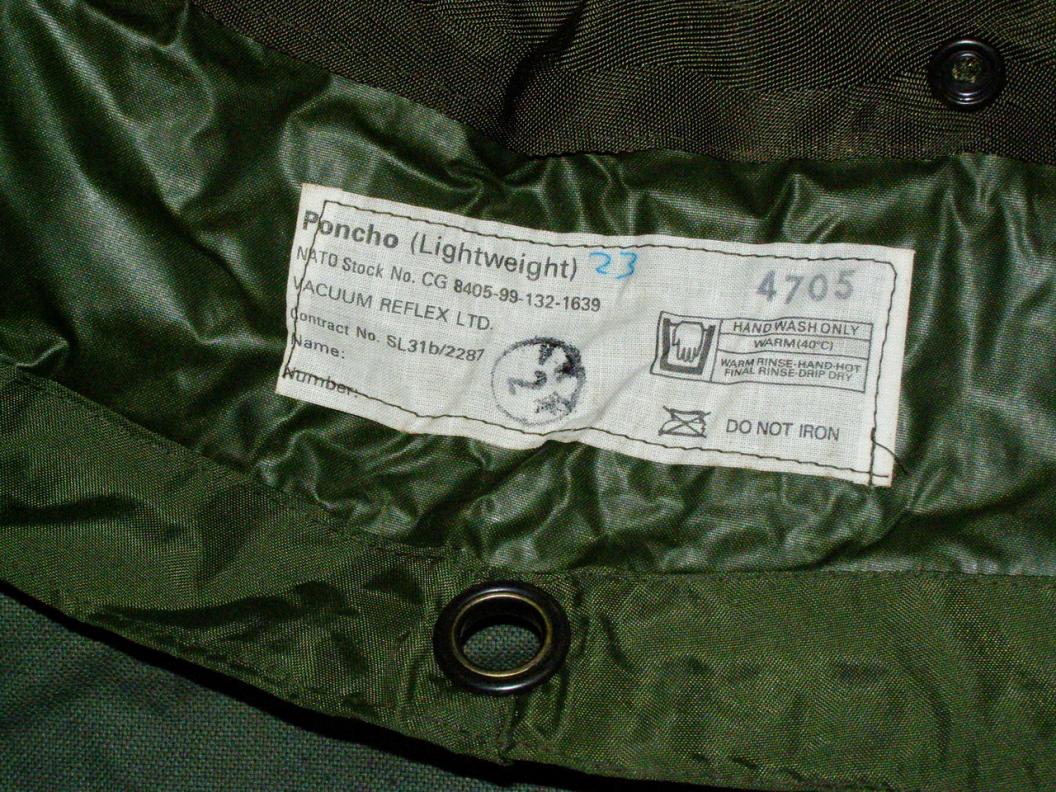 Poncho (Lightweight) 23
NATO Stock No. CG 8405-99-132-1639
VACUUM REFLEX LTD.
Contract No. SL31b/2287
Name:
Number:
4705
HAND WASH ONLY
WARM (40°C)
WARM RINSE-HAND-HOT
FINAL RINSE-DRIP DRY
DO NOT IRON